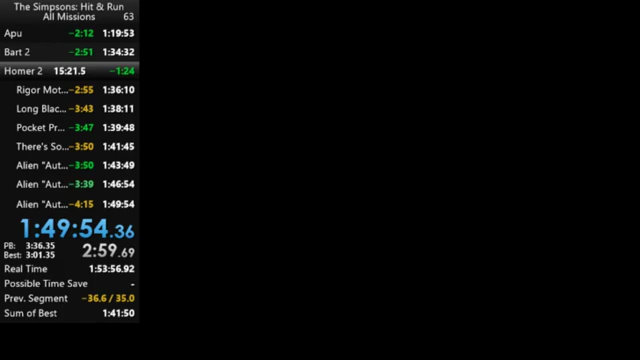 The Simpsons: Hit & Run
All Missions 63
Apu −2:12 1:19:53
Bart 2 −2:51 1:34:32
Homer 2 15:21.5 −1:24
Rigor Mot... −2:55 1:36:10
Long Blac... −3:43 1:38:11
Pocket Pr... −3:47 1:39:48
There's So... −3:50 1:41:45
Alien "Aut... −3:50 1:43:49
Alien "Aut... −3:39 1:46:54
Alien "Aut... −4:15 1:49:54
1:49:54.36
PB: 3:36.35
Best: 3:01.35
2:59.69
Real Time 1:53:56.92
Possible Time Save -
Prev. Segment −36.6 / 35.0
Sum of Best 1:41:50